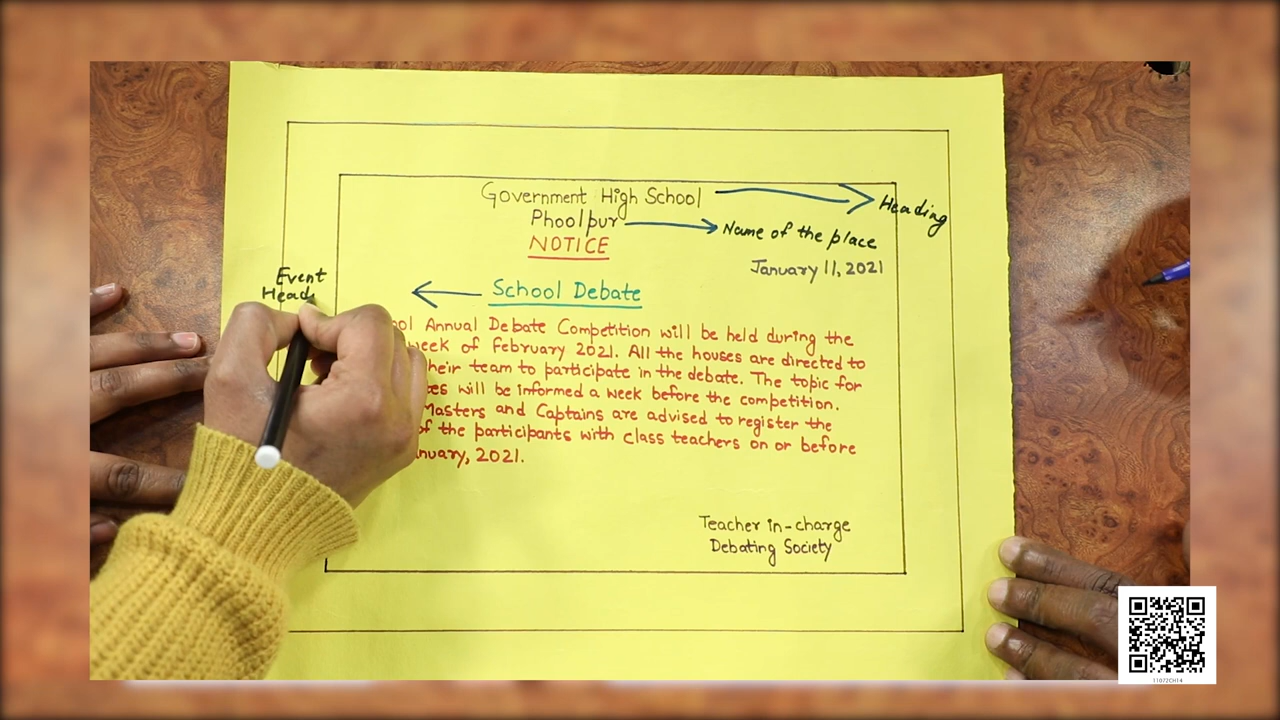 Government High School
Heading
Phoolpur
Name of the place
NOTICE
January 11, 2021
Event
Head
School Debate
Annual Debate Competition will be held during the
week of February 2021. All the houses are directed to
their team to participate in the debate. The topic for
will be informed a week before the competition.
Masters and Captains are advised to register the
of the participants with class teachers on or before
2021.
Teacher in-charge
Debating Society
11072CH14